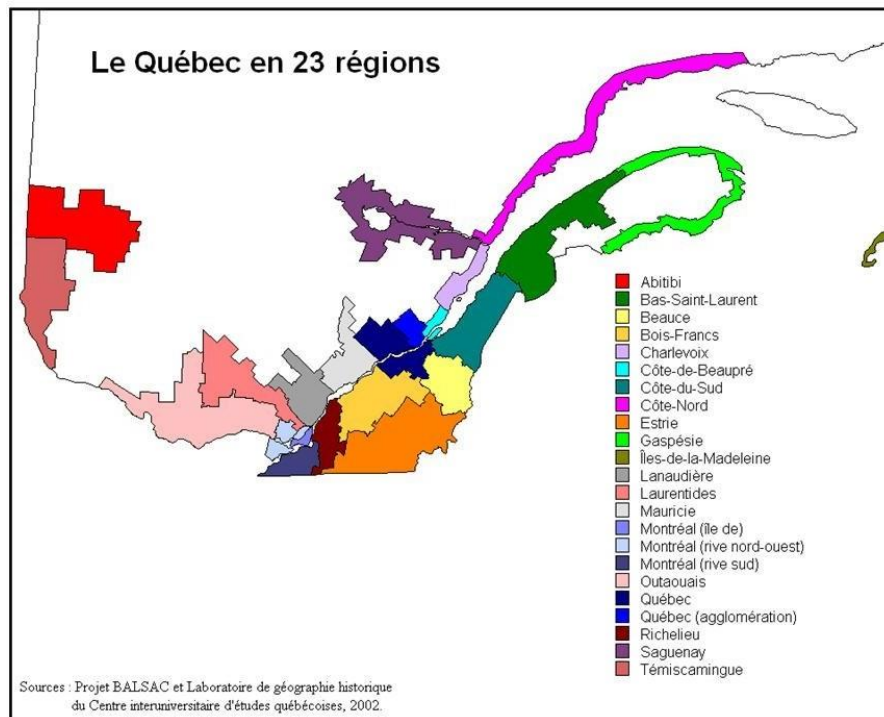 Le Québec en 23 régions
Abitibi
Bas-Saint-Laurent
Beauce
Bois-Francs
Charlevoix
Côte-de-Beaupré
Côte-du-Sud
Côte-Nord
Estrie
Gaspésie
Îles-de-la-Madeleine
Lanaudière
Laurentides
Mauricie
Montréal (île de)
Montréal (rive nord-ouest)
Montréal (rive sud)
Outaouais
Québec
Québec (agglomération)
Richelieu
Saguenay
Témiscamingue
Sources : Projet BALSAC et Laboratoire de géographie historique
du Centre interuniversitaire d'études québécoises, 2002.